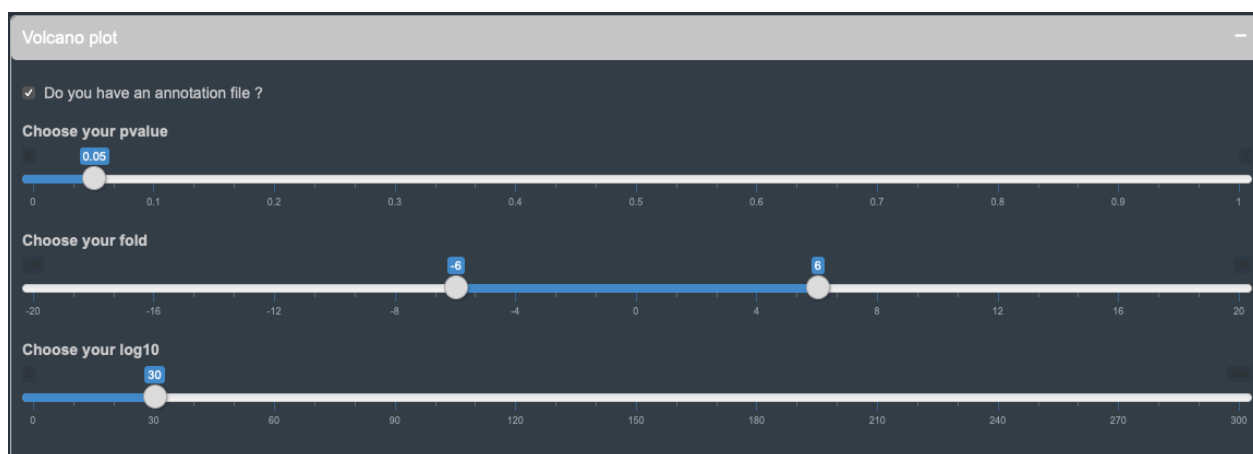 Volcano plot
Do you have an annotation file ?
Choose your pvalue
0.05
0 0.1 0.2 0.3 0.4 0.5 0.6 0.7 0.8 0.9 1
Choose your fold
-6 6
-20 -16 -12 -8 -4 0 4 8 12 16 20
Choose your log10
30
0 30 60 90 120 150 180 210 240 270 300